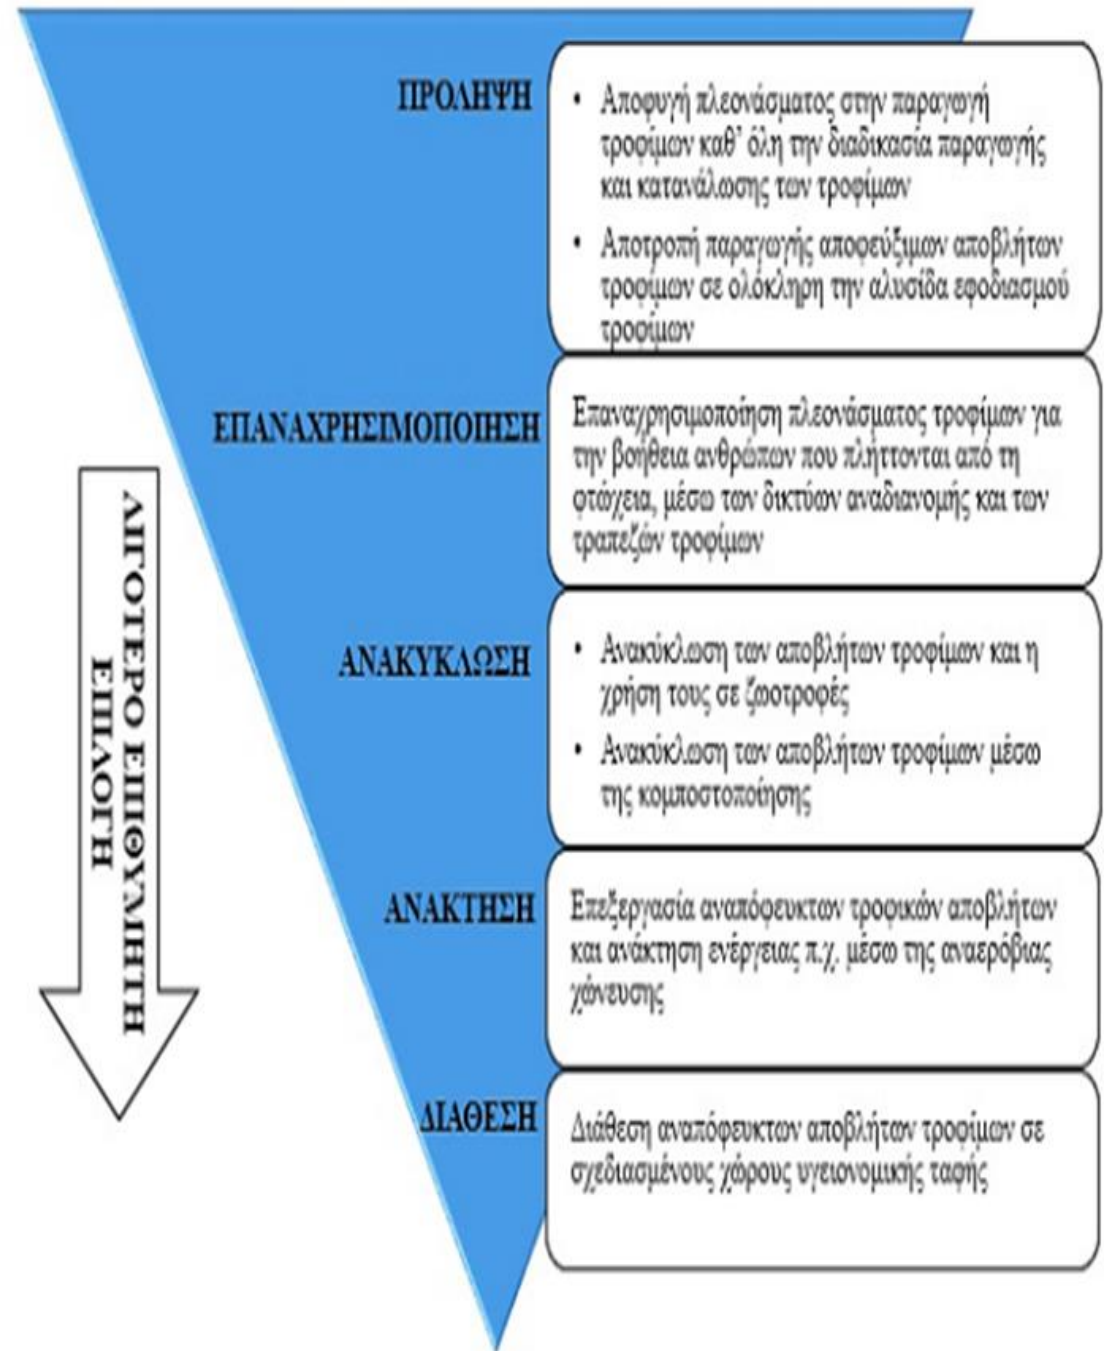 ΠΡΟΛΗΨΗ
• Αποφυγή πλεονάσματος στην παραγωγή
τροφίμων καθ’ όλη την διαδικασία παραγωγής
και κατανάλωσης των τροφίμων
• Αποτροπή παραγωγής αποφεύξιμων αποβλήτων
τροφίμων σε ολόκληρη την αλυσίδα εφοδιασμού
τροφίμων
ΕΠΑΝΑΧΡΗΣΙΜΟΠΟΙΗΣΗ
Επαναχρησιμοποίηση πλεονάσματος τροφίμων για
την βοήθεια ανθρώπων που πλήττονται από τη
φτώχεια, μέσω των δικτύων αναδιανομής και των
τραπεζών τροφίμων
ΑΝΑΚΥΚΛΩΣΗ
• Ανακύκλωση των αποβλήτων τροφίμων και η
χρήση τους σε ζωοτροφές
• Ανακύκλωση των αποβλήτων τροφίμων μέσω
της κομποστοποίησης
ΑΝΑΚΤΗΣΗ
Επεξεργασία αναπόφευκτων τροφικών αποβλήτων
και ανάκτηση ενέργειας π.χ. μέσω της αναερόβιας
χώνευσης
ΔΙΑΘΕΣΗ
Διάθεση αναπόφευκτων αποβλήτων τροφίμων σε
σχεδιασμένους χώρους υγειονομικής ταφής
ΛΙΓΟΤΕΡΟ ΕΠΙΘΥΜΗΤΗ
ΕΠΙΛΟΓΗ